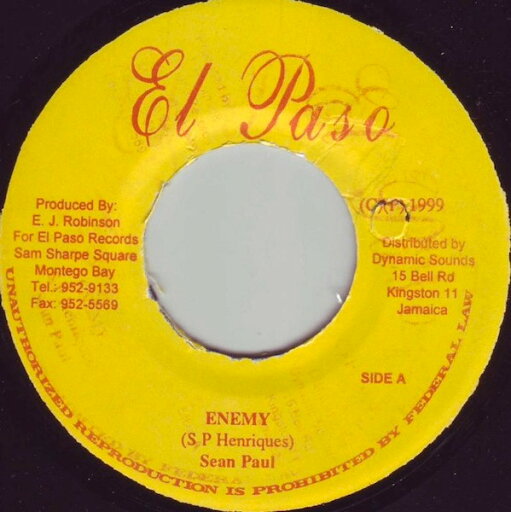 El Paso
Produced By:
E. J. Robinson
For El Paso Records
Sam Sharpe Square
Montego Bay
Tel.: 952-9133
Fax: 952-5569
(C)(P) 1999
Distributed by
Dynamic Sounds
15 Bell Rd
Kingston 11
Jamaica
SIDE A
ENEMY
(S P Henriques)
Sean Paul
UNAUTHORIZED REPRODUCTION IS PROHIBITED BY FEDERAL LAW